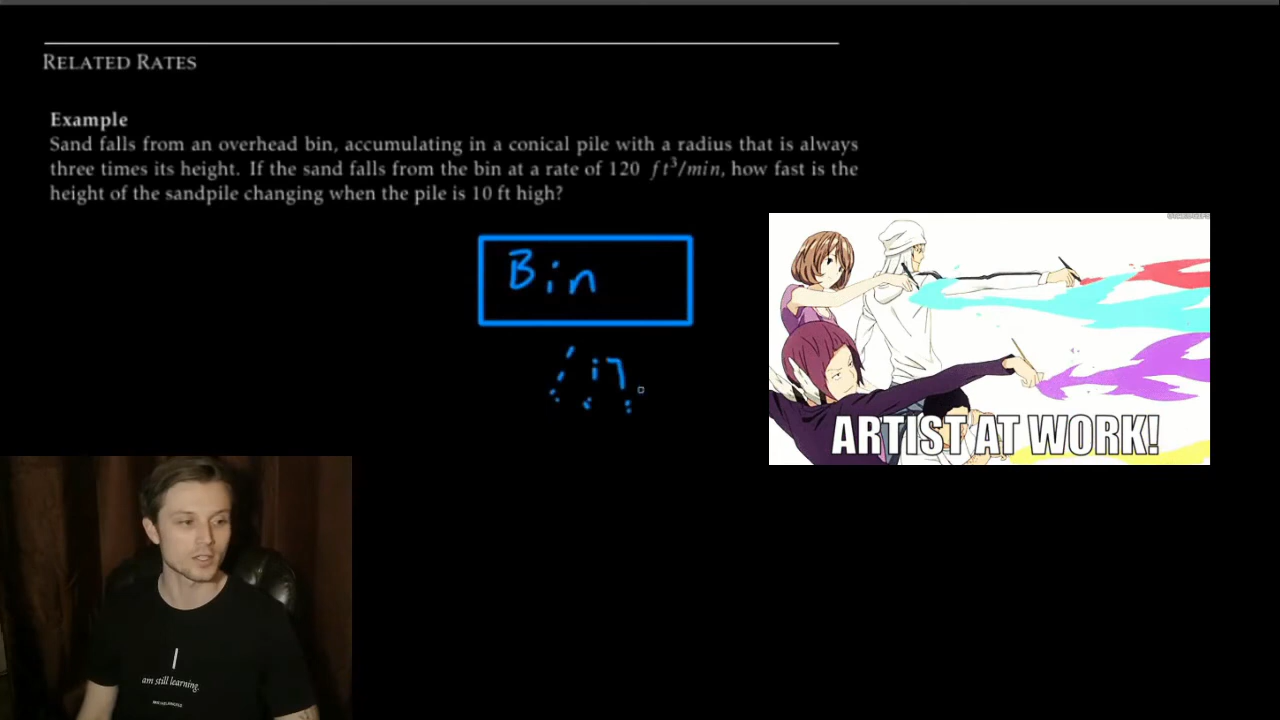 RELATED RATES
Example
Sand falls from an overhead bin, accumulating in a conical pile with a radius that is always
three times its height. If the sand falls from the bin at a rate of 120 ft³/min, how fast is the
height of the sandpile changing when the pile is 10 ft high?
Bin
ARTIST AT WORK!
I
am still learning.